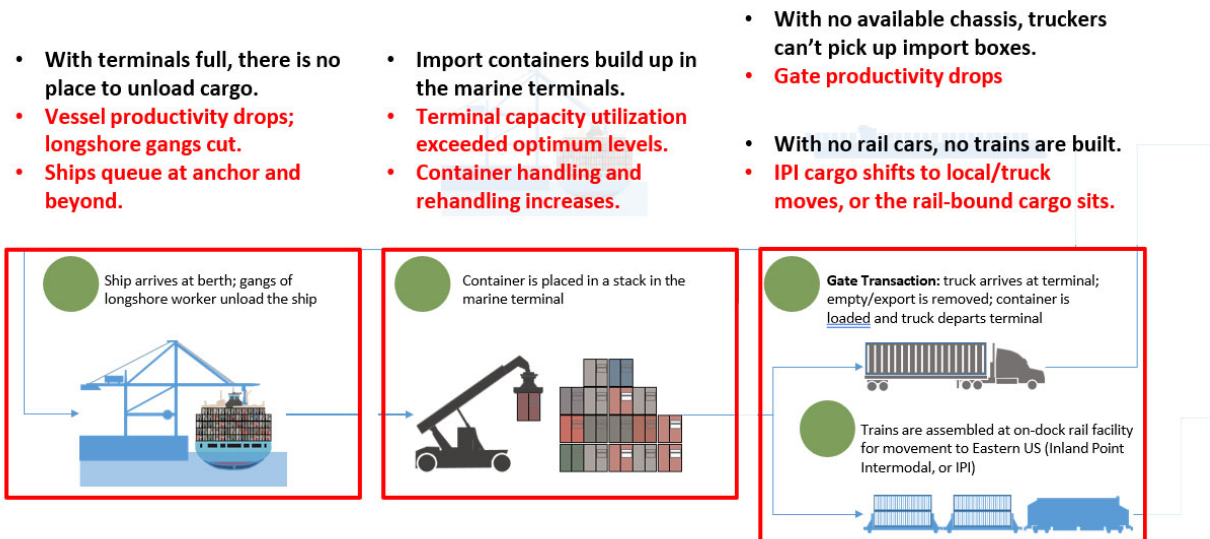 • With terminals full, there is no
place to unload cargo.
• Vessel productivity drops;
longshore gangs cut.
• Ships queue at anchor and
beyond.
• Import containers build up in
the marine terminals.
• Terminal capacity utilization
exceeded optimum levels.
• Container handling and
rehandling increases.
• With no available chassis, truckers
can’t pick up import boxes.
• Gate productivity drops
• With no rail cars, no trains are built.
• IPI cargo shifts to local/truck
moves, or the rail-bound cargo sits.
Ship arrives at berth; gangs of
longshore worker unload the ship
Container is placed in a stack in the
marine terminal
Gate Transaction: truck arrives at terminal;
empty/export is removed; container is
loaded and truck departs terminal
Trains are assembled at on-dock rail facility
for movement to Eastern US (Inland Point
Intermodal, or IPI)